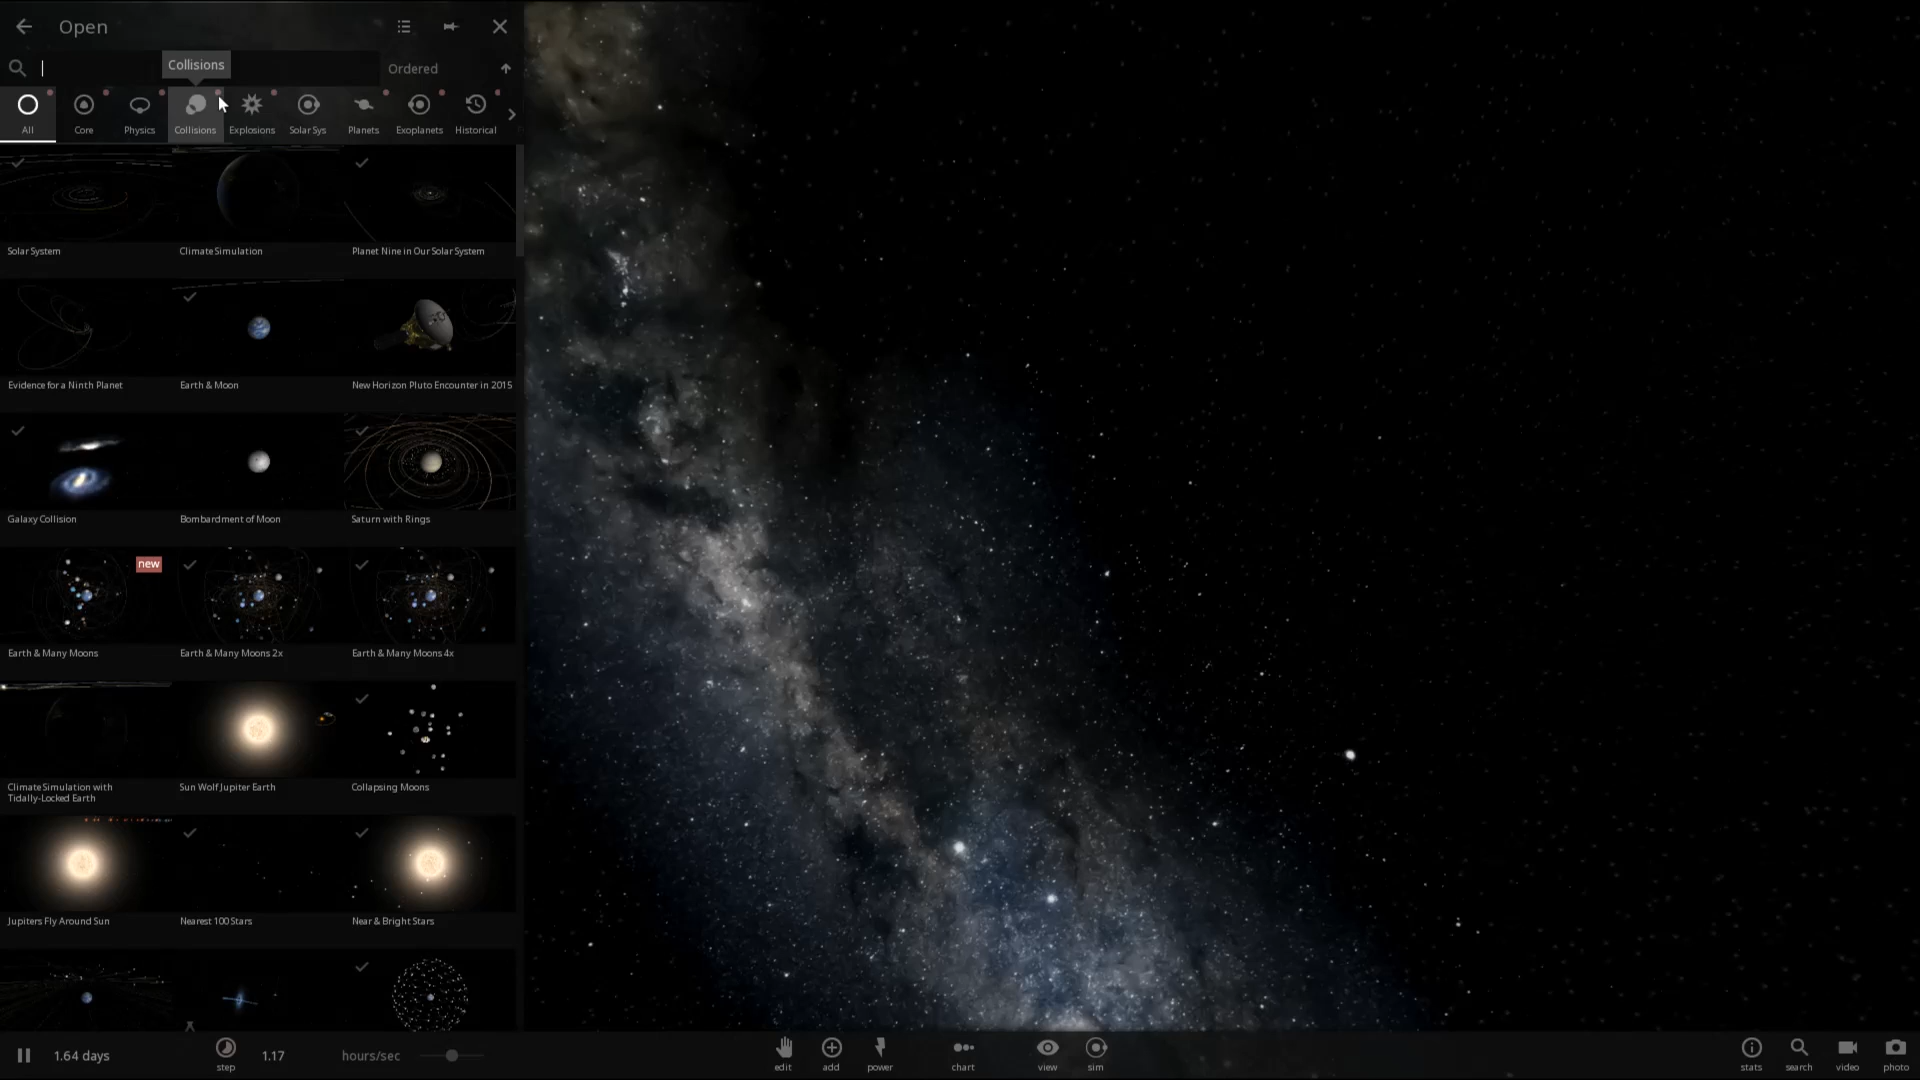 Open
Collisions
Ordered
All
Core
Physics
Collisions
Explosions
Solar Sys
Planets
Exoplanets
Historical
Solar System
Climate Simulation
Planet Nine in Our Solar System
Evidence for a Ninth Planet
Earth & Moon
New Horizon Pluto Encounter in 2015
Galaxy Collision
Bombardment of Moon
Saturn with Rings
new
Earth & Many Moons
Earth & Many Moons 2x
Earth & Many Moons 4x
Climate Simulation with
Tidally-Locked Earth
Sun Wolf Jupiter Earth
Collapsing Moons
Jupiters Fly Around Sun
Nearest 100 Stars
Near & Bright Stars
1.64 days
step
1.17
hours/sec
edit
add
power
chart
view
sim
stats
search
video
photo